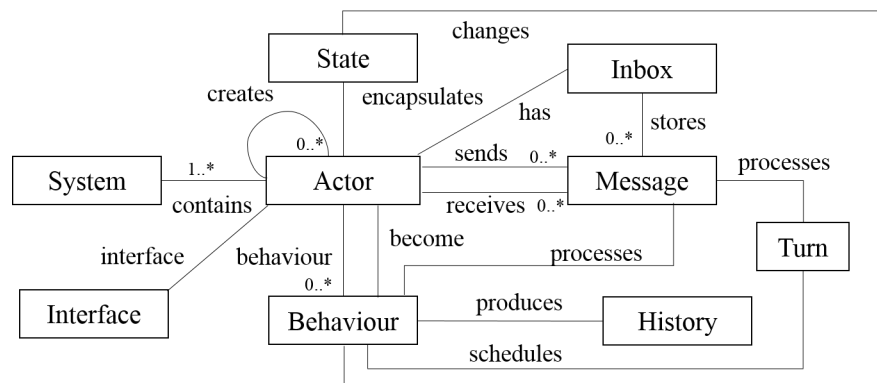 changes
State
Inbox
creates
encapsulates
has
0..*
0..*
stores
sends
0..*
processes
System
1..*
Actor
Message
contains
receives
0..*
become
Turn
interface
behaviour
processes
0..*
produces
Interface
Behaviour
History
schedules